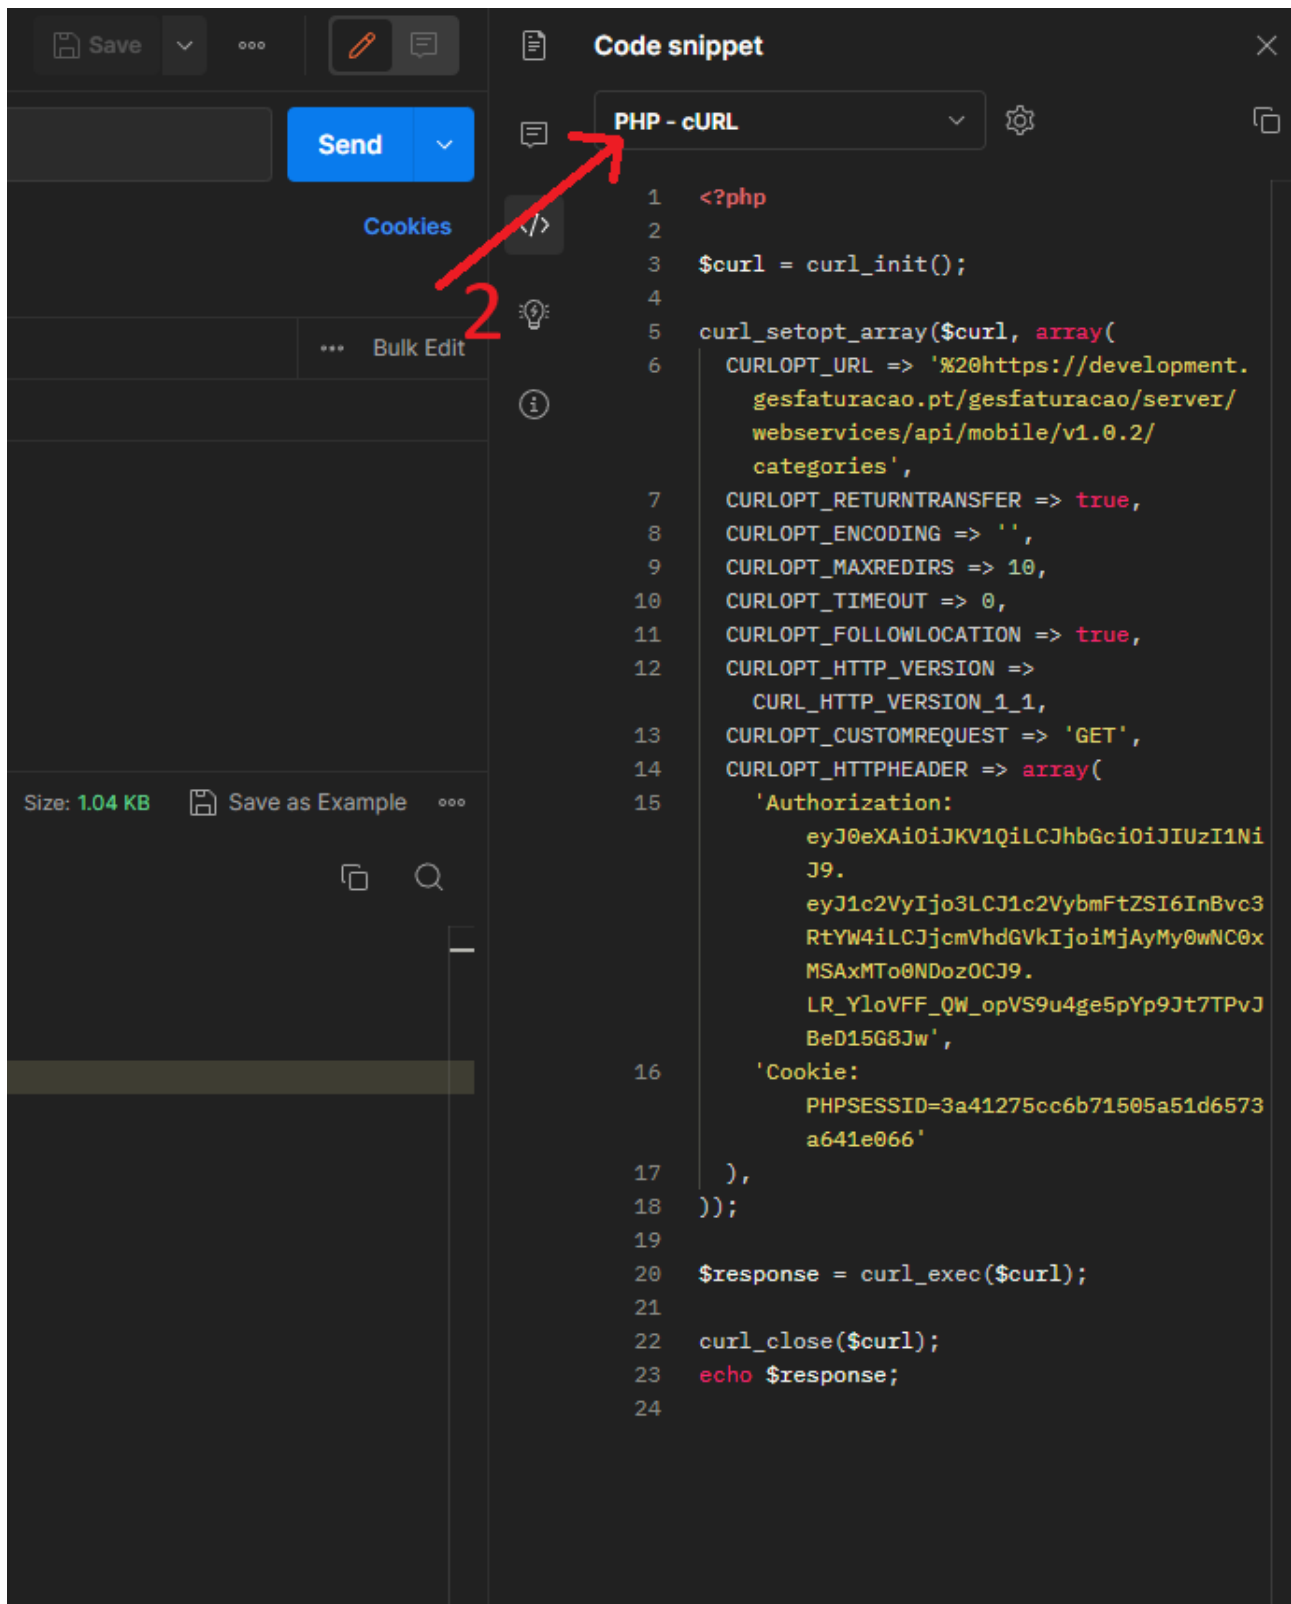 Save
Send
Cookies
Bulk Edit
Size: 1.04 KB
Save as Example
2
Code snippet
PHP - cURL
1 <?php
2
3 $curl = curl_init();
4
5 curl_setopt_array($curl, array(
6 CURLOPT_URL => '%20https://development.
gesfaturacao.pt/gesfaturacao/server/
webservices/api/mobile/v1.0.2/
categories',
7 CURLOPT_RETURNTRANSFER => true,
8 CURLOPT_ENCODING => '',
9 CURLOPT_MAXREDIRS => 10,
10 CURLOPT_TIMEOUT => 0,
11 CURLOPT_FOLLOWLOCATION => true,
12 CURLOPT_HTTP_VERSION =>
CURL_HTTP_VERSION_1_1,
13 CURLOPT_CUSTOMREQUEST => 'GET',
14 CURLOPT_HTTPHEADER => array(
15 'Authorization:
eyJ0eXAiOiJKV1QiLCJhbGciOiJIUzI1Ni
J9.
eyJ1c2VyIjo3LCJ1c2VybmFtZSI6InBvc3
RtYW4iLCJjcmVhdGVkIjoiMjAyMy0wNC0x
MSAxMTo0NDozOCJ9.
LR_YloVFF_QW_opVS9u4ge5pYp9Jt7TPvJ
BeD15G8Jw',
16 'Cookie:
PHPSESSID=3a41275cc6b71505a51d6573
a641e066'
17 ),
18 ));
19
20 $response = curl_exec($curl);
21
22 curl_close($curl);
23 echo $response;
24